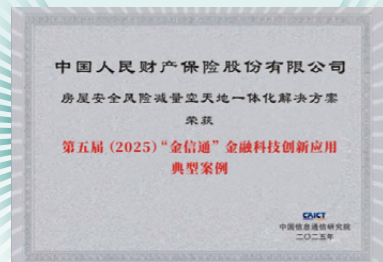 中国人民财产保险股份有限公司
房屋安全风险减量空天地一体化解决方案
荣获
第五届（2025）“金信通”金融科技创新应用
典型案例
CAICT
中国信息通信研究院
二〇二五年